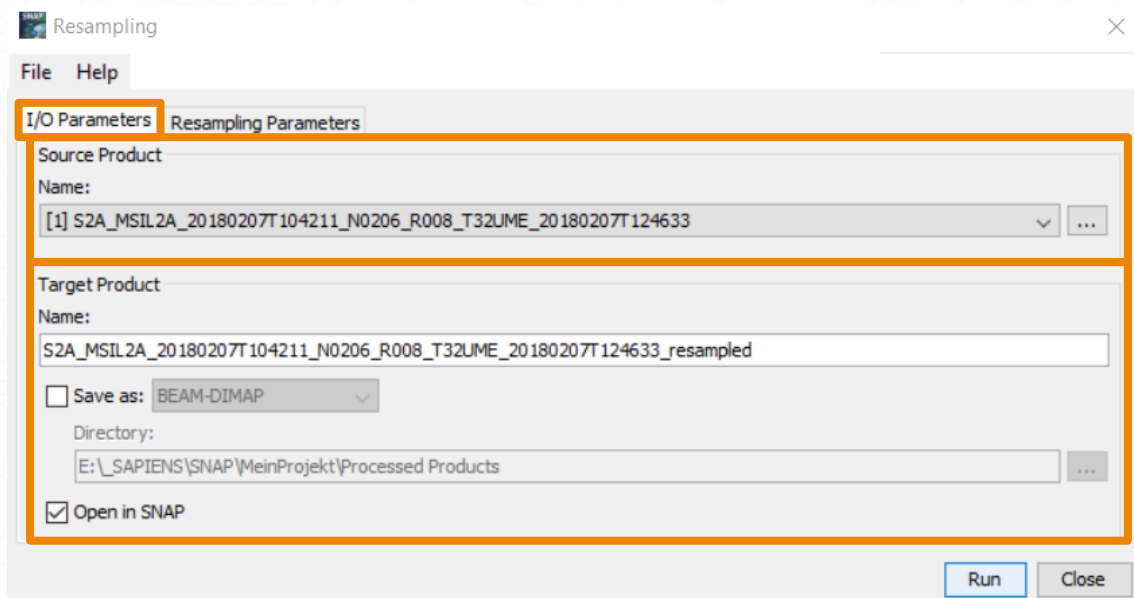 SNAP
Resampling
File Help
I/O Parameters Resampling Parameters
Source Product
Name:
[1] S2A_MSIL2A_20180207T104211_N0206_R008_T32UME_20180207T124633
...
Target Product
Name:
S2A_MSIL2A_20180207T104211_N0206_R008_T32UME_20180207T124633_resampled
Save as: BEAM-DIMAP
Directory:
E:\_SAPIENS\SNAP\MeinProjekt\Processed Products
...
Open in SNAP
Run Close